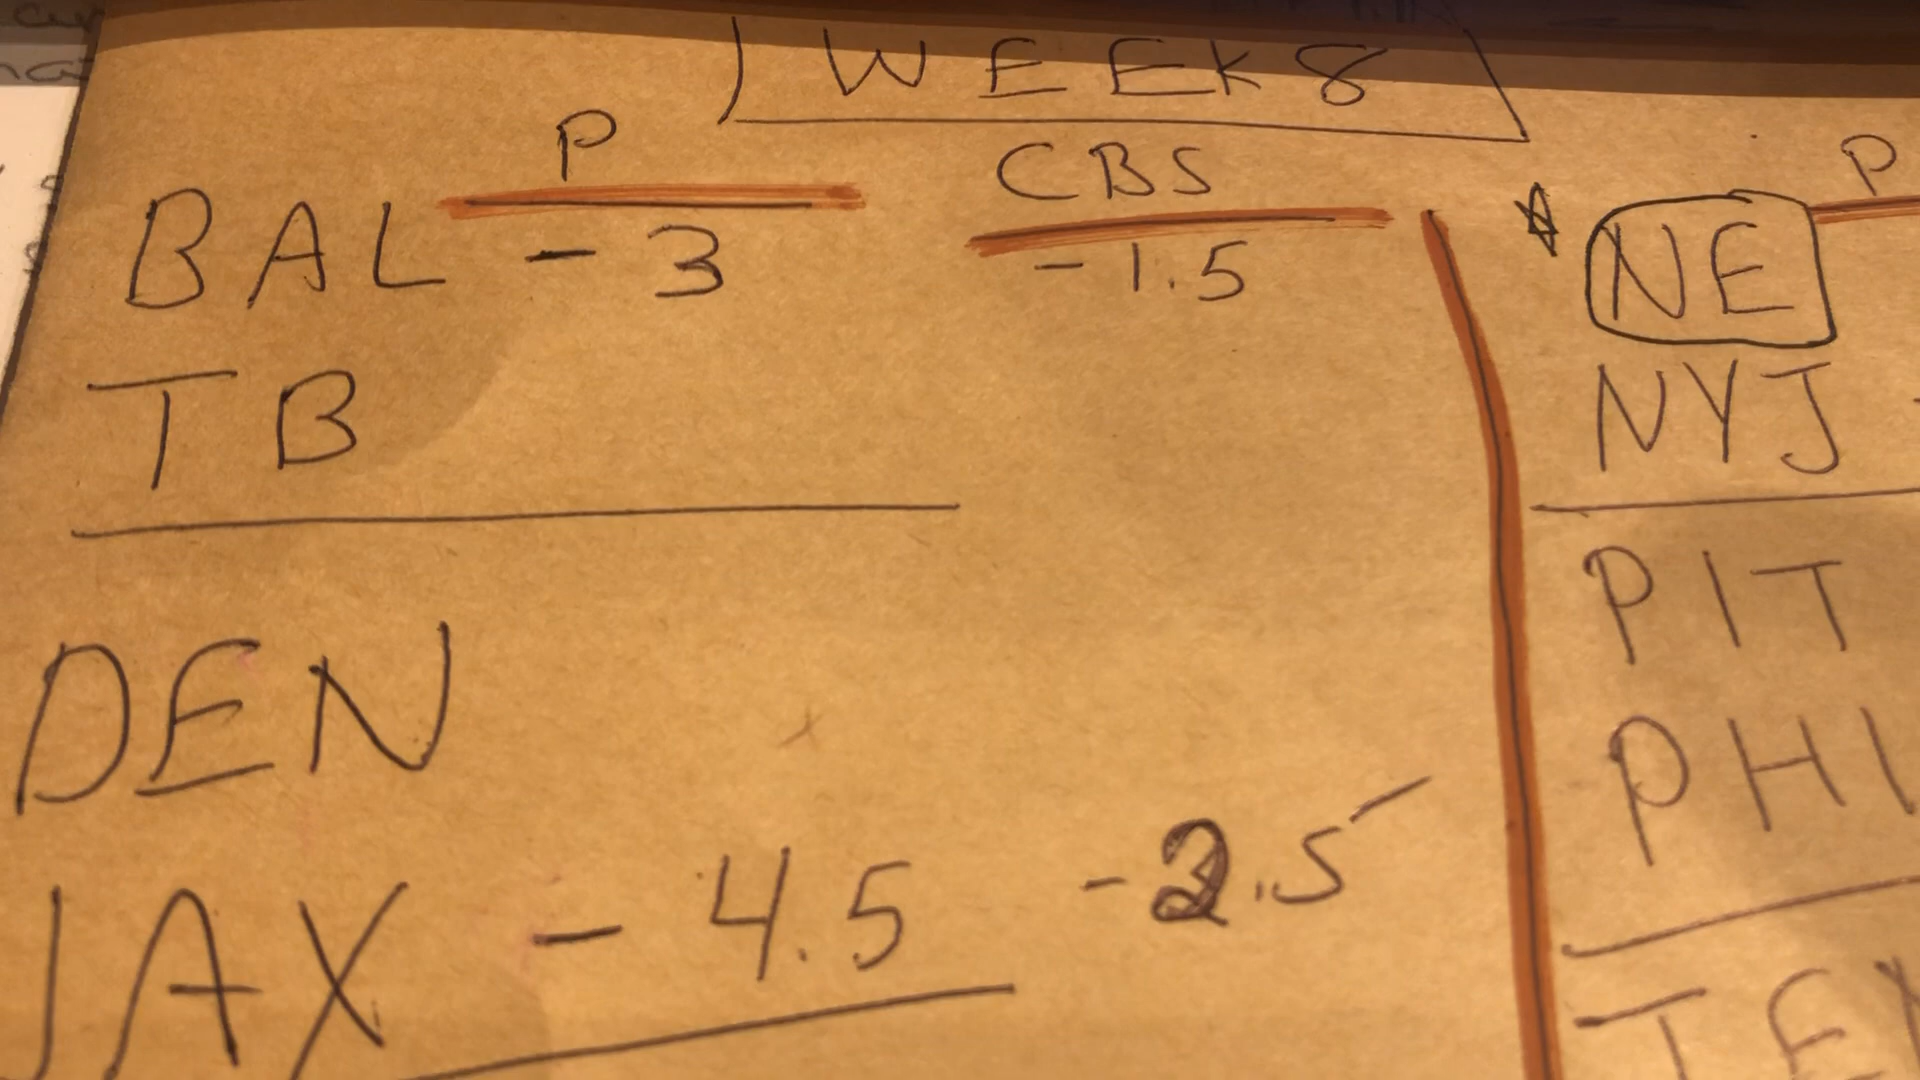 WEEK 8
P CBS
BAL - 3 -1.5
TB
DEN
JAX - 4.5 -2.5
P
NE
NYJ
PIT
PHI